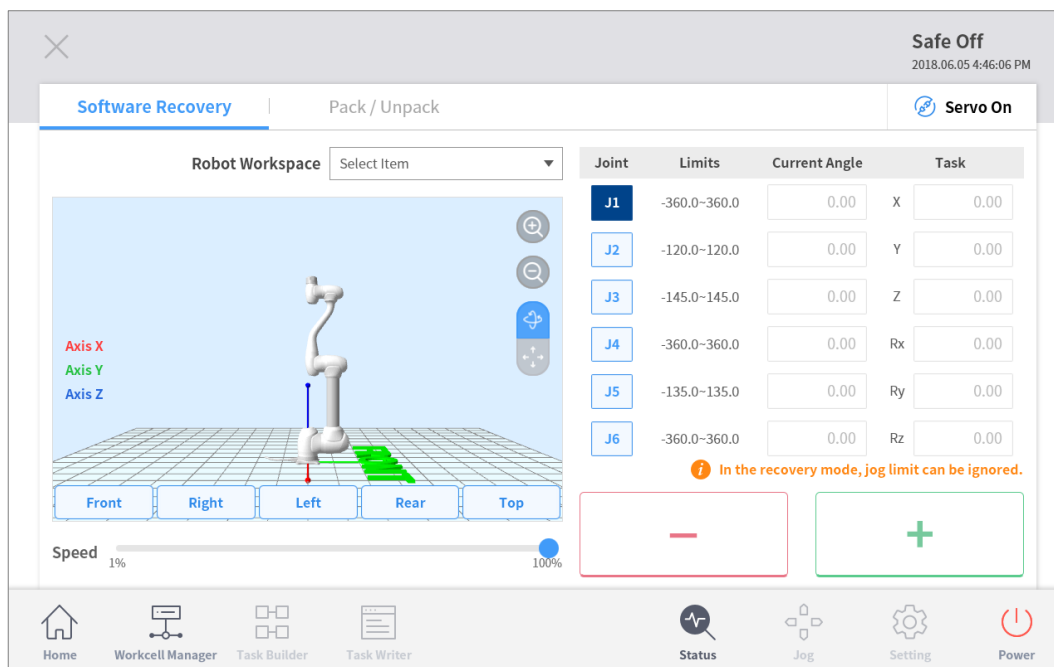 Safe Off
2018.06.05 4:46:06 PM
Software Recovery
Pack / Unpack
Servo On
Robot Workspace
Select Item
Axis X
Axis Y
Axis Z
Front
Right
Left
Rear
Top
Speed
1%
100%
Joint Limits Current Angle Task
J1 -360.0~360.0 0.00 X 0.00
J2 -120.0~120.0 0.00 Y 0.00
J3 -145.0~145.0 0.00 Z 0.00
J4 -360.0~360.0 0.00 Rx 0.00
J5 -135.0~135.0 0.00 Ry 0.00
J6 -360.0~360.0 0.00 Rz 0.00
i In the recovery mode, jog limit can be ignored.
− +
Home
Workcell Manager
Task Builder
Task Writer
Status
Jog
Setting
Power